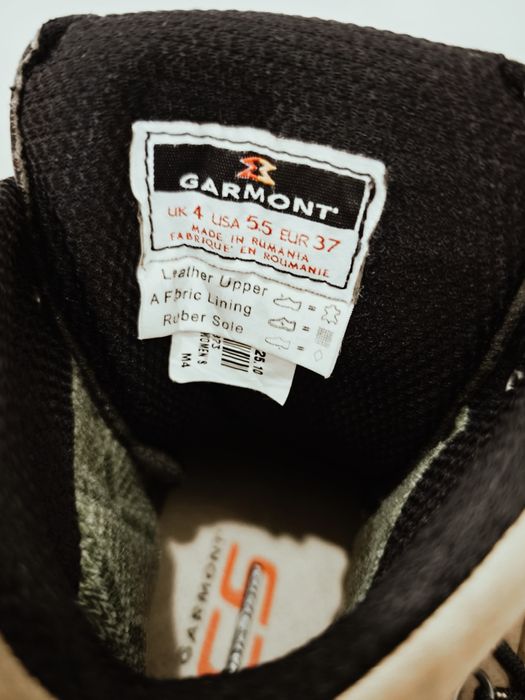 GARMONT
UK 4 USA 5.5 EUR 37
MADE IN RUMANIA
FABRIQUE' EN ROUMANIE
Leather Upper
A Fabric Lining
Rubber Sole
25.10
873
WOMEN S
M4
GARMONT